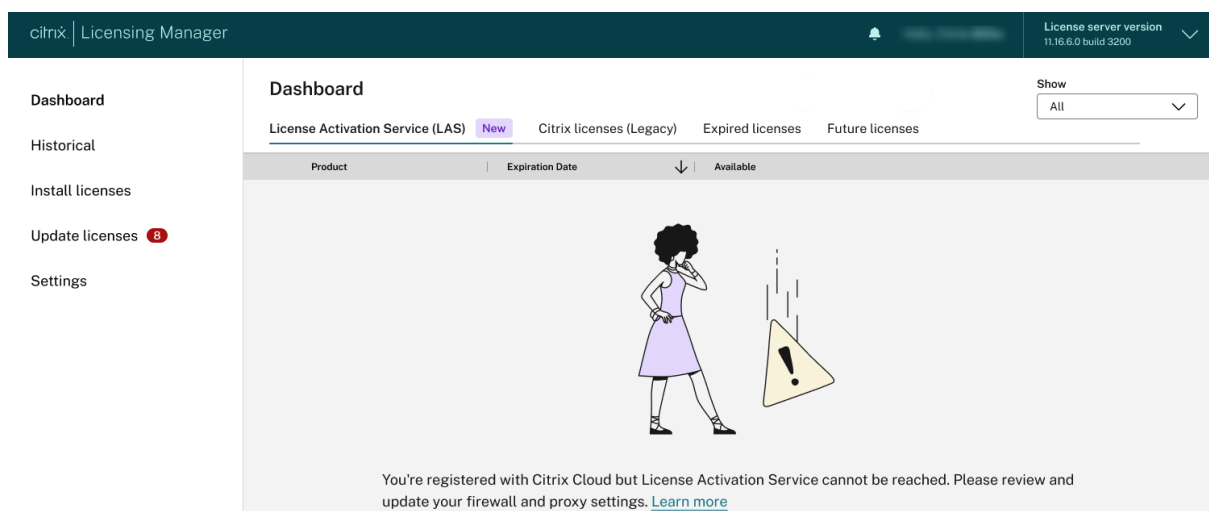 citrix | Licensing Manager
License server version
11.16.6.0 build 3200
Dashboard
Historical
Install licenses
Update licenses 8
Settings
Dashboard
Show
All
License Activation Service (LAS) New Citrix licenses (Legacy) Expired licenses Future licenses
Product Expiration Date Available
You're registered with Citrix Cloud but License Activation Service cannot be reached. Please review and
update your firewall and proxy settings. Learn more